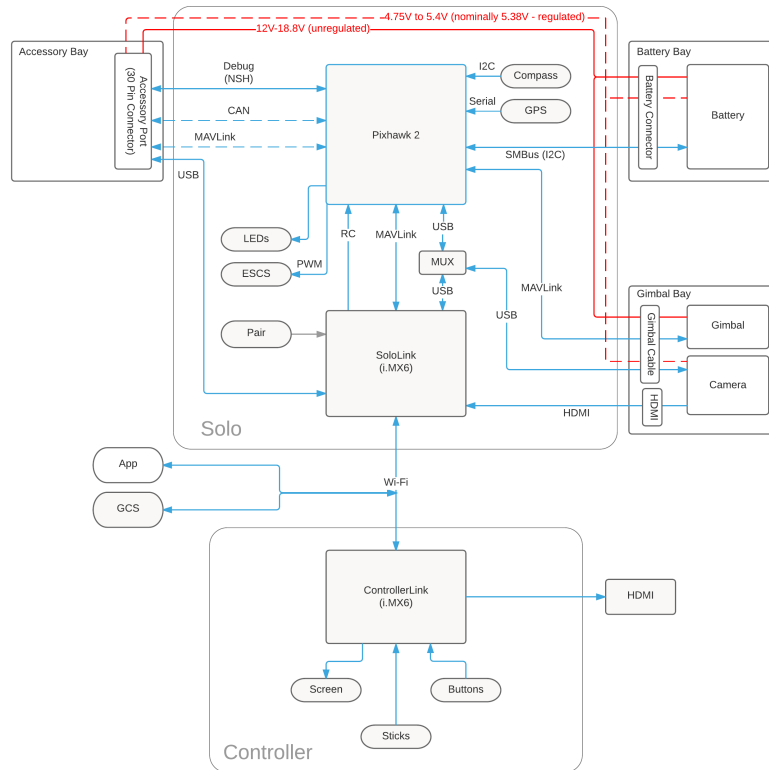 4.75V to 5.4V (nominally 5.38V - regulated)
12V-18.8V (unregulated)
Accessory Bay
Accessory Port
(30 Pin Connector)
Debug
(NSH)
CAN
MAVLink
USB
Pixhawk 2
I2C
Compass
Serial
GPS
SMBus (I2C)
Battery Bay
Battery Connector
Battery
LEDs
ESCS
PWM
RC
MAVLink
USB
MUX
USB
MAVLink
USB
Gimbal Bay
Gimbal Cable
Gimbal
Camera
HDMI
HDMI
Pair
SoloLink
(i.MX6)
Solo
App
GCS
Wi-Fi
ControllerLink
(i.MX6)
HDMI
Screen
Buttons
Sticks
Controller